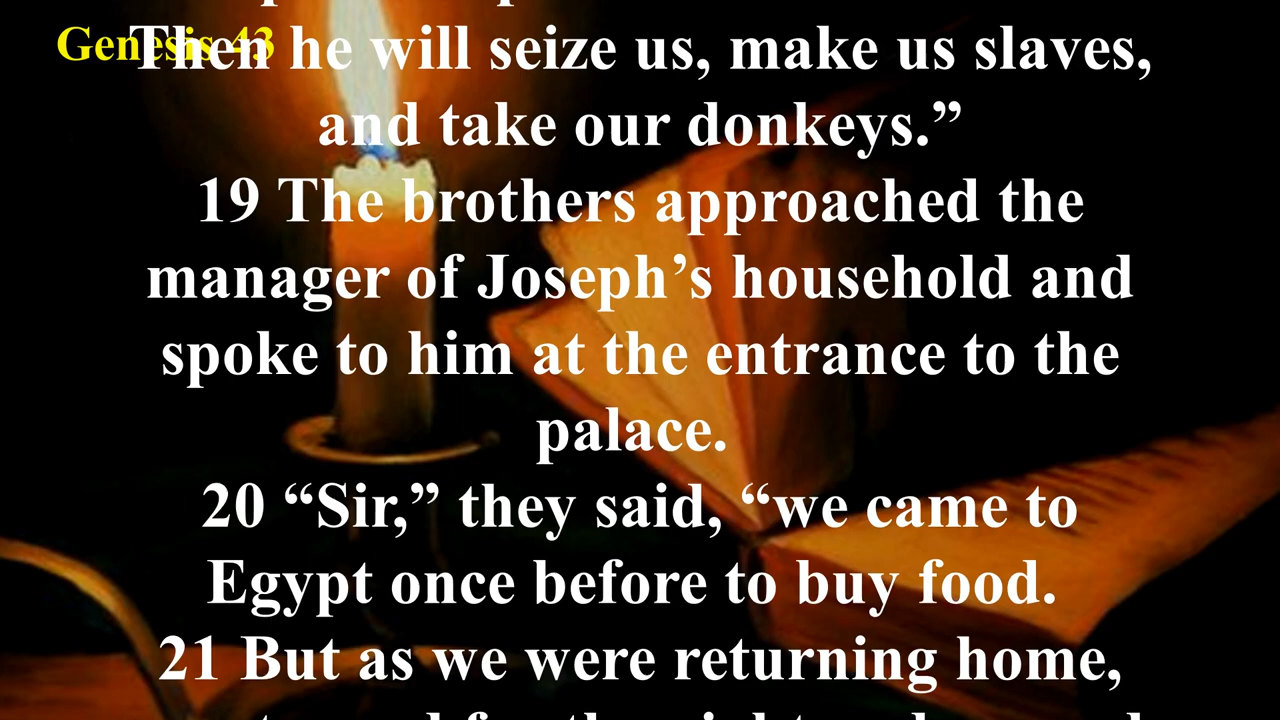 Genesis 43
Then he will seize us, make us slaves,
and take our donkeys.”
19 The brothers approached the
manager of Joseph’s household and
spoke to him at the entrance to the
palace.
20 “Sir,” they said, “we came to
Egypt once before to buy food.
21 But as we were returning home,